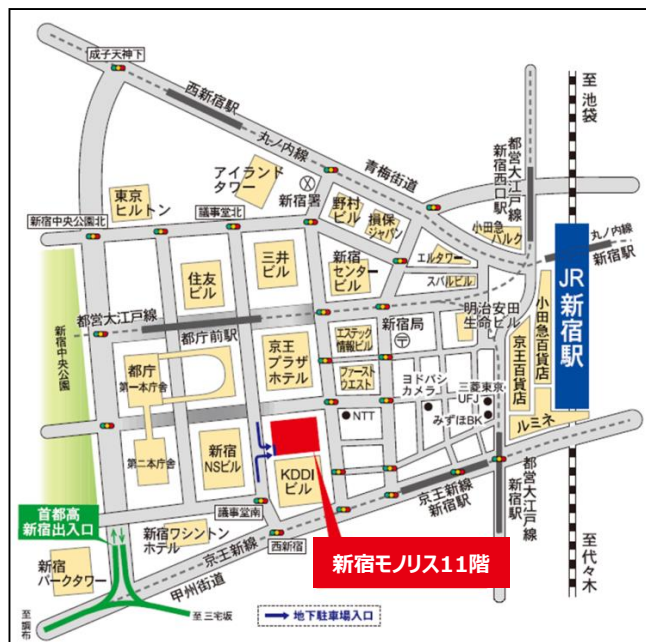 成子天神下
西新宿駅
丸ノ内線
青梅街道
至池袋
都営大江戸線
新宿西口駅
アイランド
タワー
新宿署
東京
ヒルトン
野村
ビル
損保
ジャパン
小田急
ハルク
丸ノ内線
新宿駅
新宿中央公園北
議事堂北
エルタワー
スバルビル
三井
ビル
新宿
センター
ビル
住友
ビル
JR新宿駅
小田急百貨店
京王百貨店
明治安田
生命ビル
都営大江戸線
都庁前駅
新宿局
新宿中央公園
エステック
情報ビル
京王
プラザ
ホテル
都庁
第一本庁舎
ファースト
ウエスト
ヨドバシ
カメラ
三菱東京
UFJ
みずほBK
NTT
ルミネ
第二本庁舎
新宿
NSビル
KDDI
ビル
京王新線
新宿駅
都営大江戸線
新宿駅
首都高
新宿出入口
議事堂南
新宿ワシントン
ホテル
西新宿
京王新線
甲州街道
新宿
パークタワー
新宿モノリス11階
至代々木
至調布
至三宅坂
地下駐車場入口